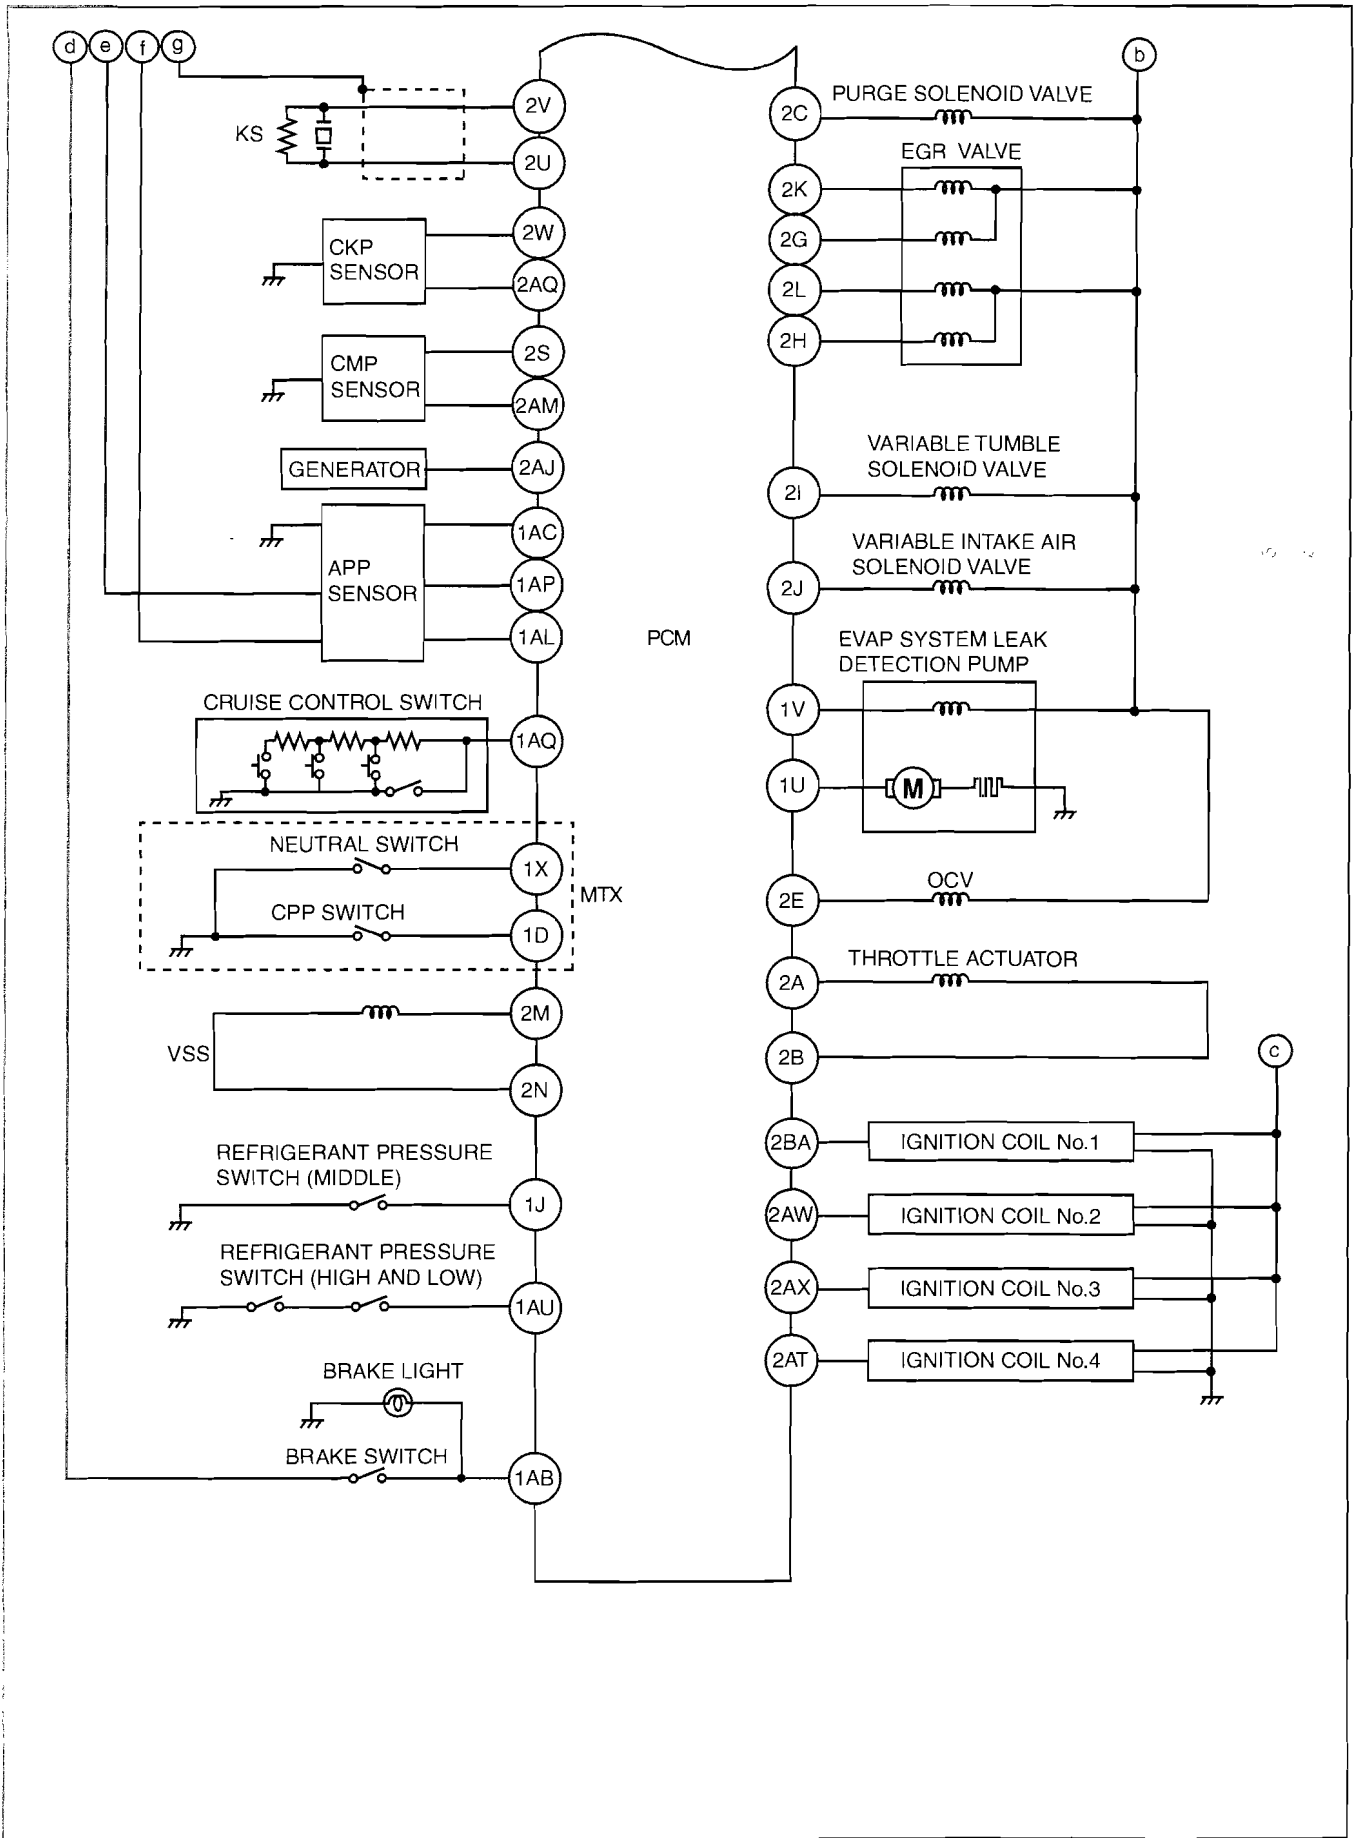 d e f g
b
2V
KS
2U
2C
PURGE SOLENOID VALVE
EGR VALVE
2K
2W
CKP
SENSOR
2G
2AQ
2L
2S
CMP
SENSOR
2H
2AM
GENERATOR
2AJ
VARIABLE TUMBLE
SOLENOID VALVE
2I
1AC
APP
SENSOR
1AP
VARIABLE INTAKE AIR
SOLENOID VALVE
2J
1AL
PCM
EVAP SYSTEM LEAK
DETECTION PUMP
CRUISE CONTROL SWITCH
1V
1AQ
1U
M
NEUTRAL SWITCH
1X
MTX
CPP SWITCH
1D
OCV
2E
THROTTLE ACTUATOR
2A
2M
VSS
2N
2B
c
REFRIGERANT PRESSURE
SWITCH (MIDDLE)
1J
2BA
IGNITION COIL No.1
2AW
IGNITION COIL No.2
REFRIGERANT PRESSURE
SWITCH (HIGH AND LOW)
1AU
2AX
IGNITION COIL No.3
2AT
IGNITION COIL No.4
BRAKE LIGHT
BRAKE SWITCH
1AB